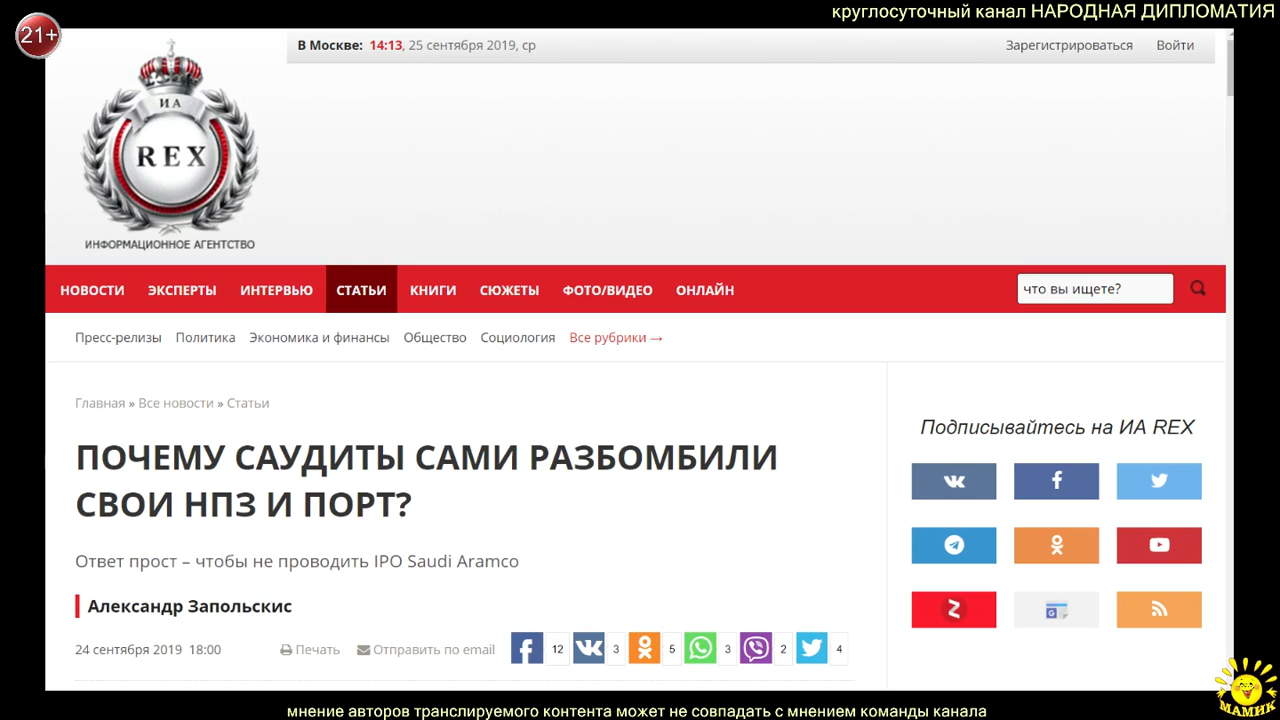 круглосуточный канал НАРОДНАЯ ДИПЛОМАТИЯ
21+
В Москве: 14:13, 25 сентября 2019, ср
Зарегистрироваться Войти
ИА
REX
ИНФОРМАЦИОННОЕ АГЕНТСТВО
НОВОСТИ ЭКСПЕРТЫ ИНТЕРВЬЮ СТАТЬИ КНИГИ СЮЖЕТЫ ФОТО/ВИДЕО ОНЛАЙН
что вы ищете?
Пресс-релизы Политика Экономика и финансы Общество Социология Все рубрики →
Главная » Все новости » Статьи
ПОЧЕМУ САУДИТЫ САМИ РАЗБОМБИЛИ
СВОИ НПЗ И ПОРТ?
Ответ прост – чтобы не проводить IPO Saudi Aramco
Александр Запольскис
24 сентября 2019 18:00 Печать Отправить по email 12 3 5 3 2 4
Подписывайтесь на ИА REX
МАМИК
мнение авторов транслируемого контента может не совпадать с мнением команды канала